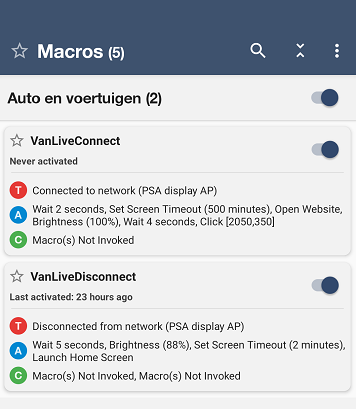 Macros (5)
Auto en voertuigen (2)
VanLiveConnect
Never activated
T Connected to network (PSA display AP)
A Wait 2 seconds, Set Screen Timeout (500 minutes), Open Website,
Brightness (100%), Wait 4 seconds, Click [2050,350]
C Macro(s) Not Invoked
VanLiveDisconnect
Last activated: 23 hours ago
T Disconnected from network (PSA display AP)
A Wait 5 seconds, Brightness (88%), Set Screen Timeout (2 minutes),
Launch Home Screen
C Macro(s) Not Invoked, Macro(s) Not Invoked